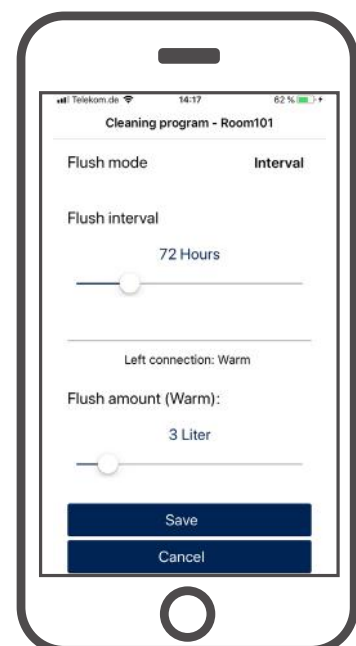 Telekom.de 14:17 62 %
Cleaning program - Room101
Flush mode Interval
Flush interval
72 Hours
Left connection: Warm
Flush amount (Warm):
3 Liter
Save
Cancel